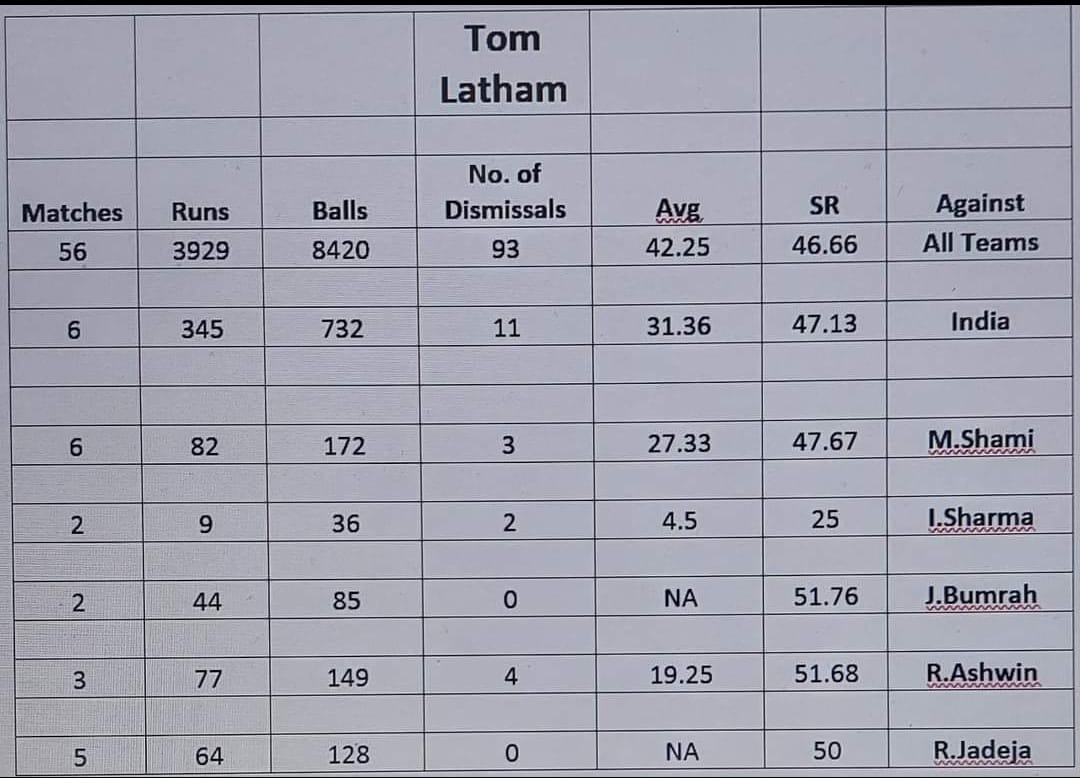 Tom
Latham
No. of
Matches Runs Balls Dismissals Avg SR Against
56 3929 8420 93 42.25 46.66 All Teams
6 345 732 11 31.36 47.13 India
6 82 172 3 27.33 47.67 M.Shami
2 9 36 2 4.5 25 I.Sharma
2 44 85 0 NA 51.76 J.Bumrah
3 77 149 4 19.25 51.68 R.Ashwin
5 64 128 0 NA 50 R.Jadeja